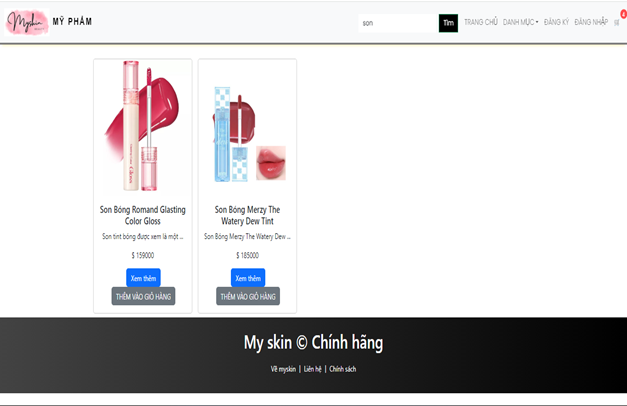 Myskin MỸ PHẨM
son Tìm TRANG CHỦ DANH MỤC ĐĂNG KÝ ĐĂNG NHẬP
Son Bóng Romand Glasting
Color Gloss
Son tint bóng được xem là một ...
$ 159000
Xem thêm
THÊM VÀO GIỎ HÀNG
Son Bóng Merzy The
Watery Dew Tint
Son Bóng Merzy The Watery Dew ...
$ 185000
Xem thêm
THÊM VÀO GIỎ HÀNG
My skin © Chính hãng
Về myskin | Liên hệ | Chính sách